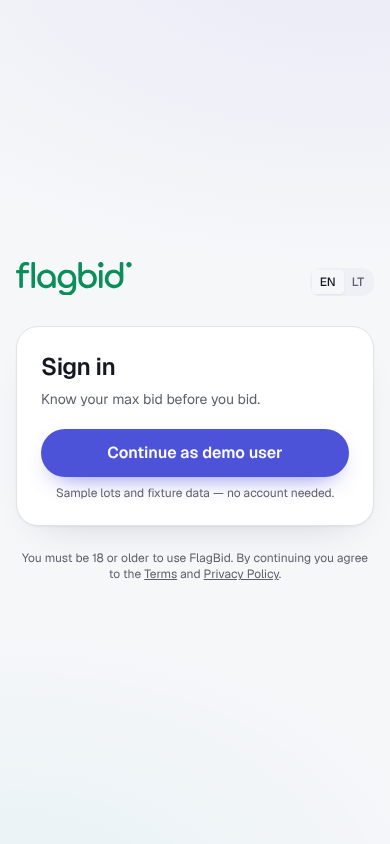 flagbid
EN LT
Sign in
Know your max bid before you bid.
Continue as demo user
Sample lots and fixture data — no account needed.
You must be 18 or older to use FlagBid. By continuing you agree
to the Terms and Privacy Policy.